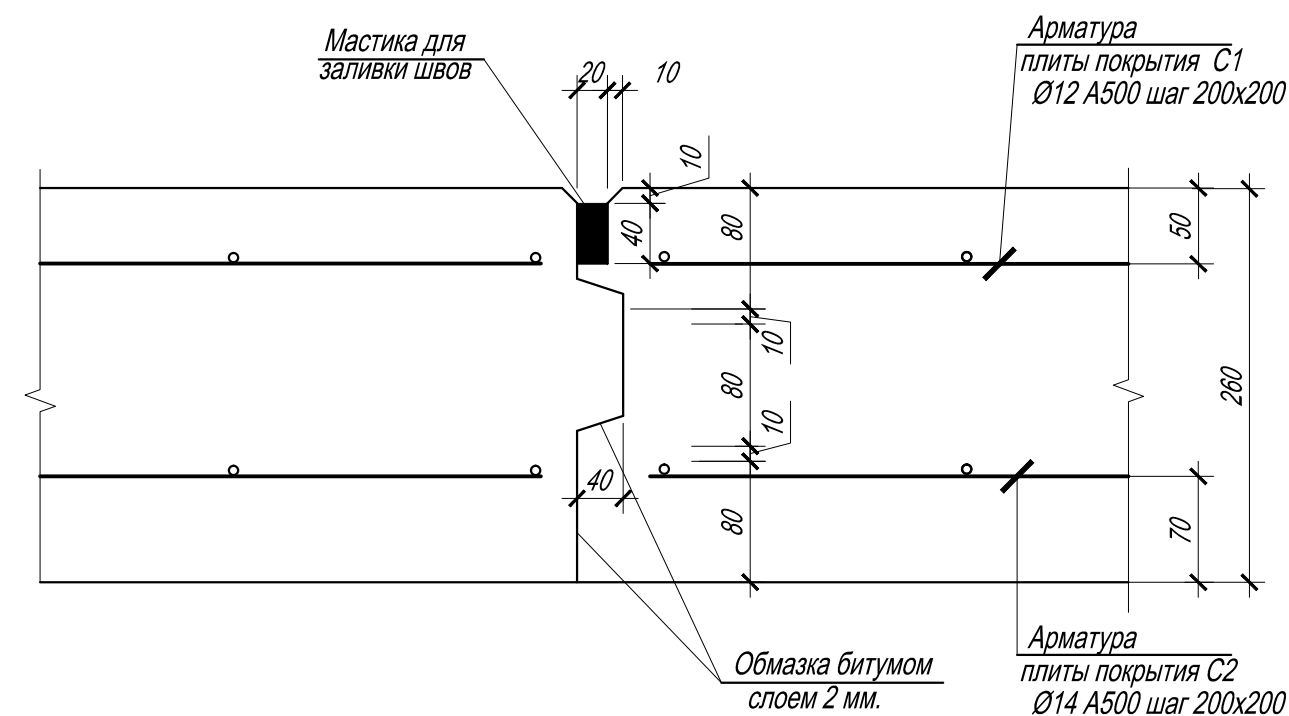 Мастика для
заливки швов
20 10
Арматура
плиты покрытия С1
Ø12 А500 шаг 200х200
10
40
80
50
10
80
260
10
40
80
70
Обмазка битумом
слоем 2 мм.
Арматура
плиты покрытия С2
Ø14 А500 шаг 200х200